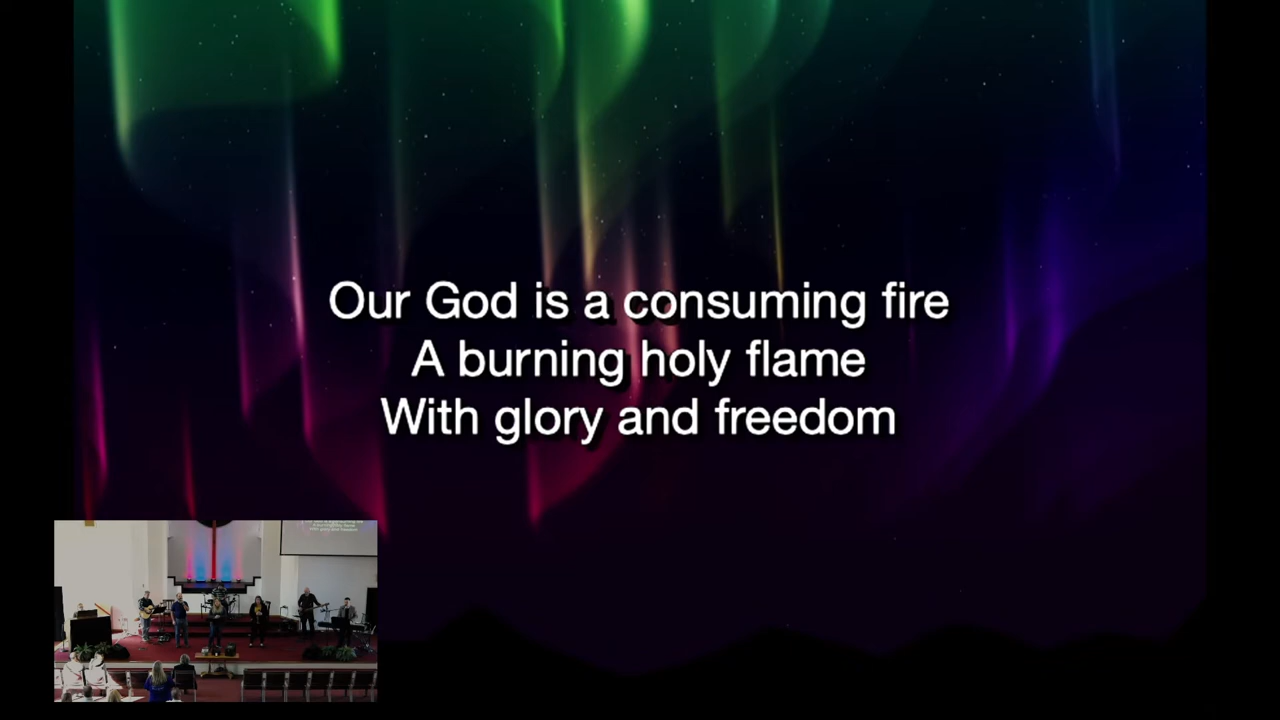 Our God is a consuming fire
A burning holy flame
With glory and freedom